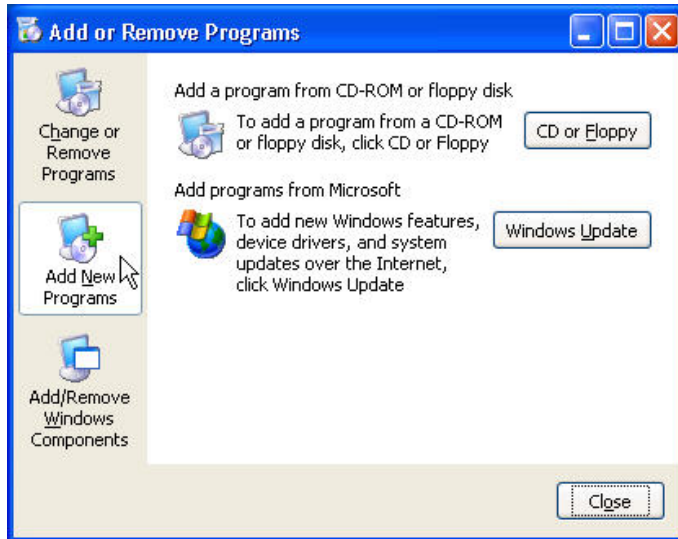 Add or Remove Programs
Change or
Remove
Programs
Add New
Programs
Add/Remove
Windows
Components
Add a program from CD-ROM or floppy disk
To add a program from a CD-ROM
or floppy disk, click CD or Floppy
CD or Floppy
Add programs from Microsoft
To add new Windows features,
device drivers, and system
updates over the Internet,
click Windows Update
Windows Update
Close